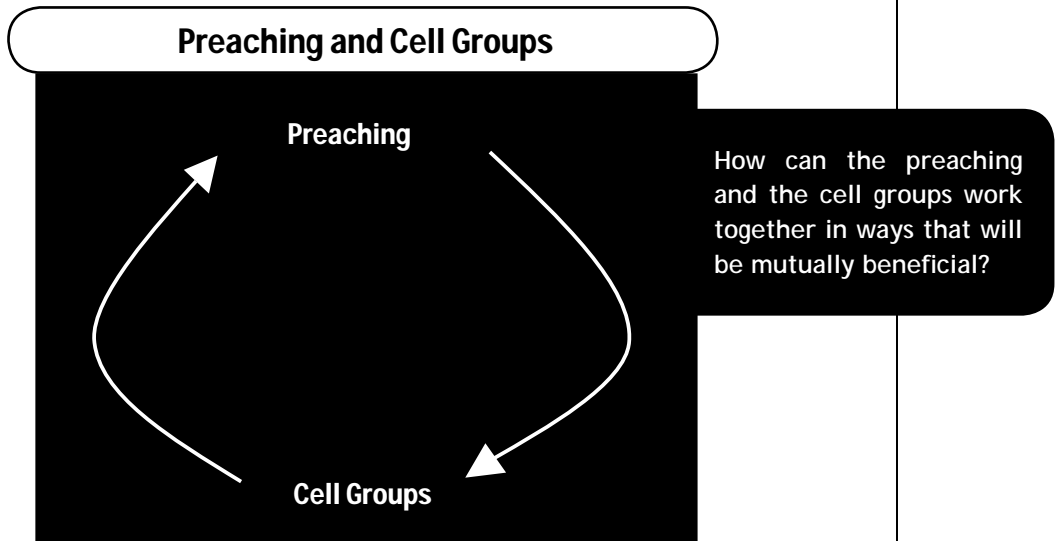 Preaching and Cell Groups
Preaching
How can the preaching
and the cell groups work
together in ways that will
be mutually beneficial?
Cell Groups